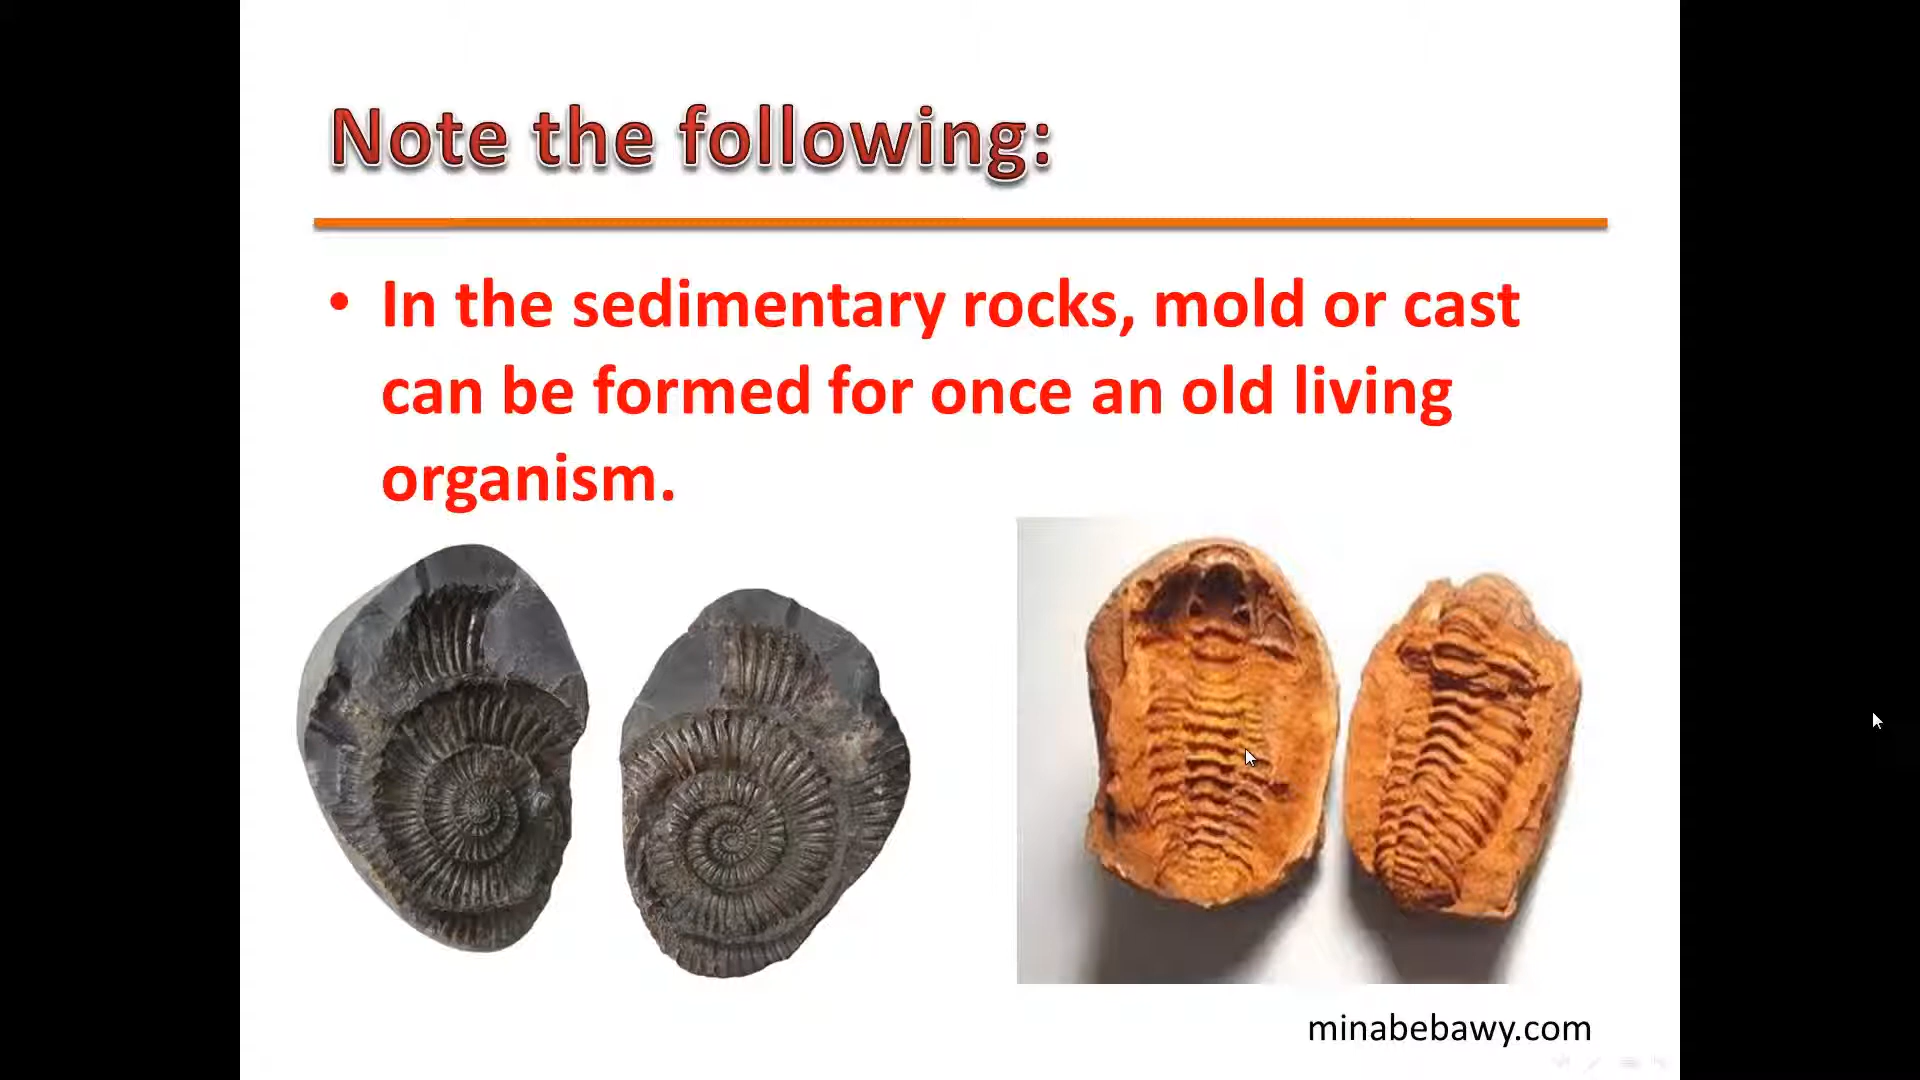 Note the following:
• In the sedimentary rocks, mold or cast
can be formed for once an old living
organism.
minabebawy.com